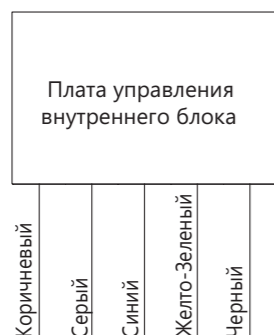 Плата управления
внутреннего блока
Коричневый
Серый
Синий
Желто-Зеленый
Черный